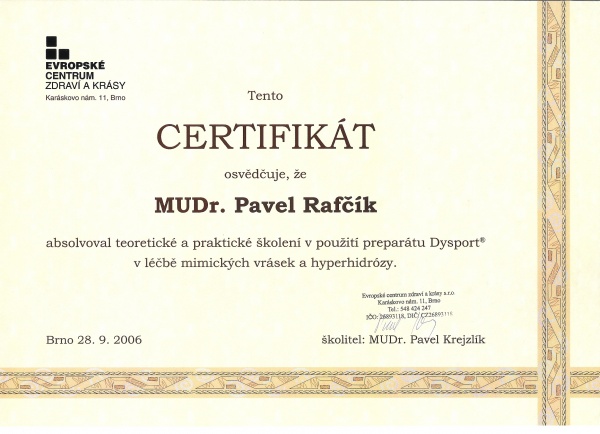 EVROPSKÉ
CENTRUM
ZDRAVÍ A KRÁSY
Karáskovo nám. 11, Brno
Tento
CERTIFIKÁT
osvědčuje, že
MUDr. Pavel Rafčík
absolvoval teoretické a praktické školení v použití preparátu Dysport®
v léčbě mimických vrásek a hyperhidrózy.
Evropské centrum zdraví a krásy s.r.o
Karáskovo nám. 11, Brno
Tel.: 548 424 247
IČO: 26893118, DIČ: CZ26893118
Brno 28. 9. 2006
školitel: MUDr. Pavel Krejzlík